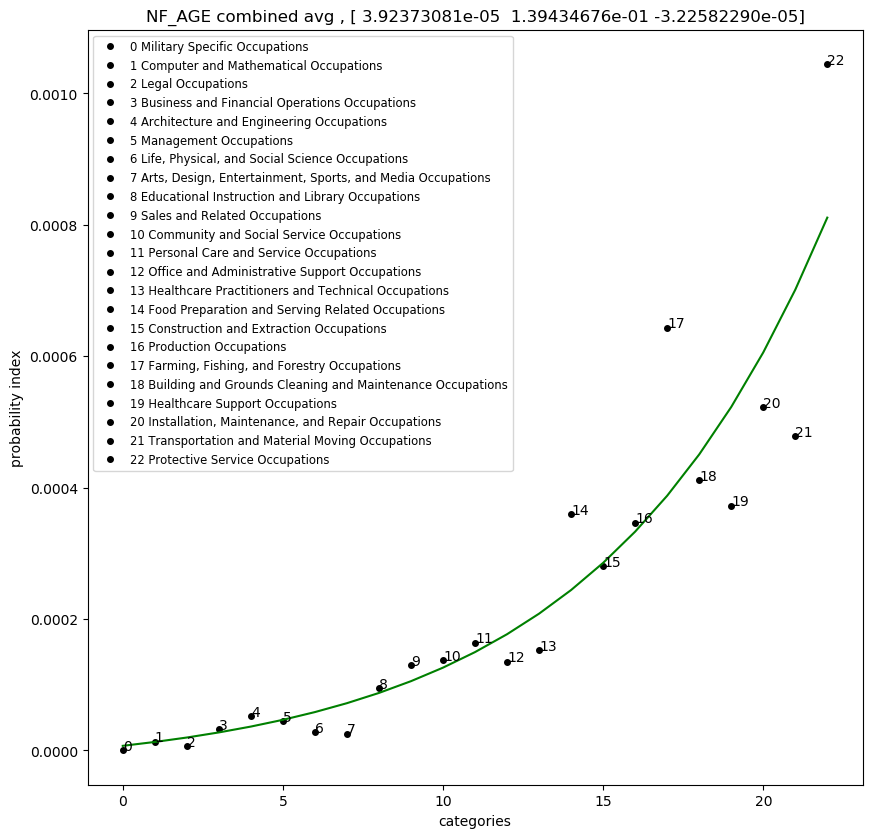 NF_AGE combined avg , [ 3.92373081e-05  1.39434676e-01 -3.22582290e-05]
0 Military Specific Occupations
1 Computer and Mathematical Occupations
2 Legal Occupations
3 Business and Financial Operations Occupations
4 Architecture and Engineering Occupations
5 Management Occupations
6 Life, Physical, and Social Science Occupations
7 Arts, Design, Entertainment, Sports, and Media Occupations
8 Educational Instruction and Library Occupations
9 Sales and Related Occupations
10 Community and Social Service Occupations
11 Personal Care and Service Occupations
12 Office and Administrative Support Occupations
13 Healthcare Practitioners and Technical Occupations
14 Food Preparation and Serving Related Occupations
15 Construction and Extraction Occupations
16 Production Occupations
17 Farming, Fishing, and Forestry Occupations
18 Building and Grounds Cleaning and Maintenance Occupations
19 Healthcare Support Occupations
20 Installation, Maintenance, and Repair Occupations
21 Transportation and Material Moving Occupations
22 Protective Service Occupations
probability index
0.0010
0.0008
0.0006
0.0004
0.0002
0.0000
0
1
2
3
4
5
6
7
8
9
10
11
12
13
14
15
16
17
18
19
20
21
22
0
5
10
15
20
categories